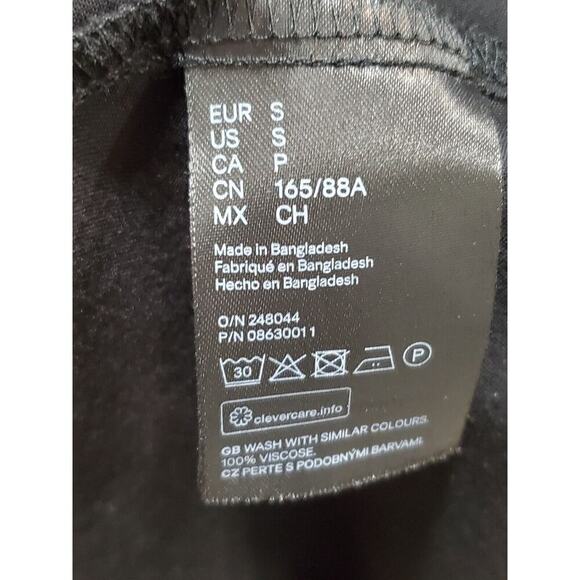 EUR S
US S
CA P
CN 165/88A
MX CH
Made in Bangladesh
Fabriqué en Bangladesh
Hecho en Bangladesh
O/N 248044
P/N 08630011
30 P
clevercare.info
GB WASH WITH SIMILAR COLOURS.
100% VISCOSE.
CZ PERTE S PODOBNÝMI BARVAMI.